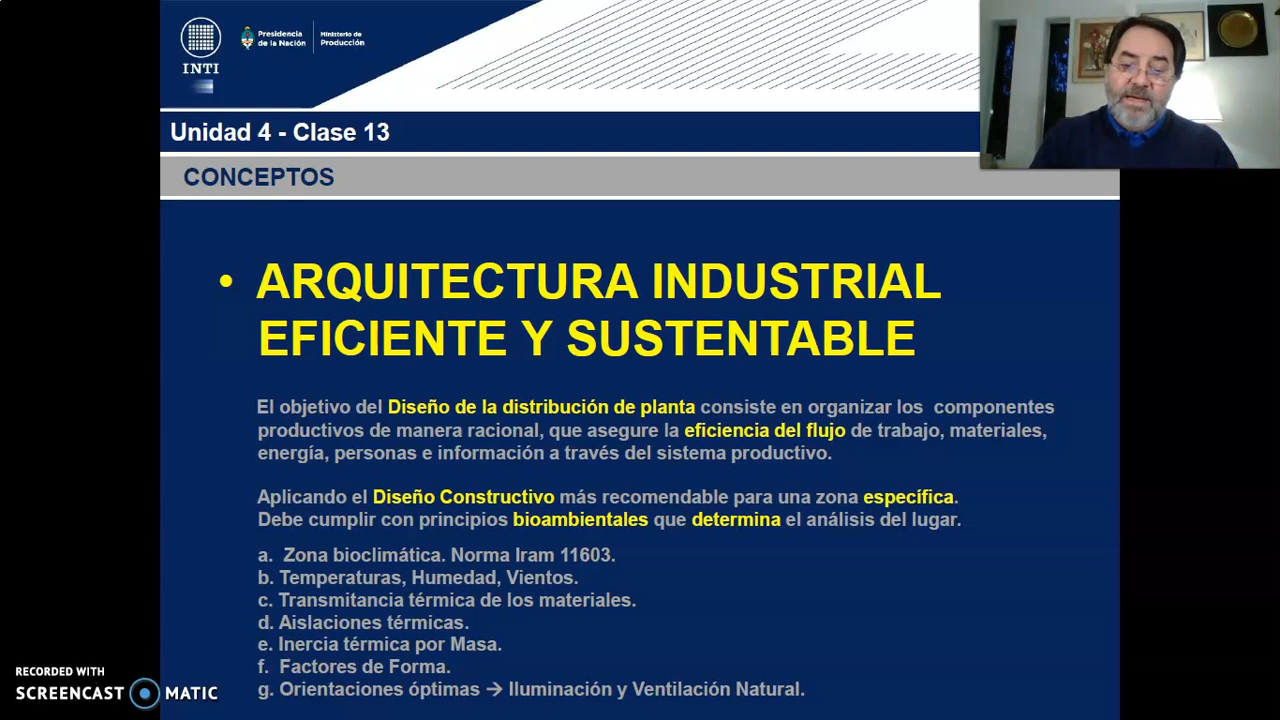 INTI
Presidencia
de la Nación
Ministerio de
Producción
Unidad 4 - Clase 13
CONCEPTOS
• ARQUITECTURA INDUSTRIAL
EFICIENTE Y SUSTENTABLE
El objetivo del Diseño de la distribución de planta consiste en organizar los componentes
productivos de manera racional, que asegure la eficiencia del flujo de trabajo, materiales,
energía, personas e información a través del sistema productivo.
Aplicando el Diseño Constructivo más recomendable para una zona específica.
Debe cumplir con principios bioambientales que determina el análisis del lugar.
a. Zona bioclimática. Norma Iram 11603.
b. Temperaturas, Humedad, Vientos.
c. Transmitancia térmica de los materiales.
d. Aislaciones térmicas.
e. Inercia térmica por Masa.
f. Factores de Forma.
g. Orientaciones óptimas → Iluminación y Ventilación Natural.
RECORDED WITH
SCREENCAST MATIC